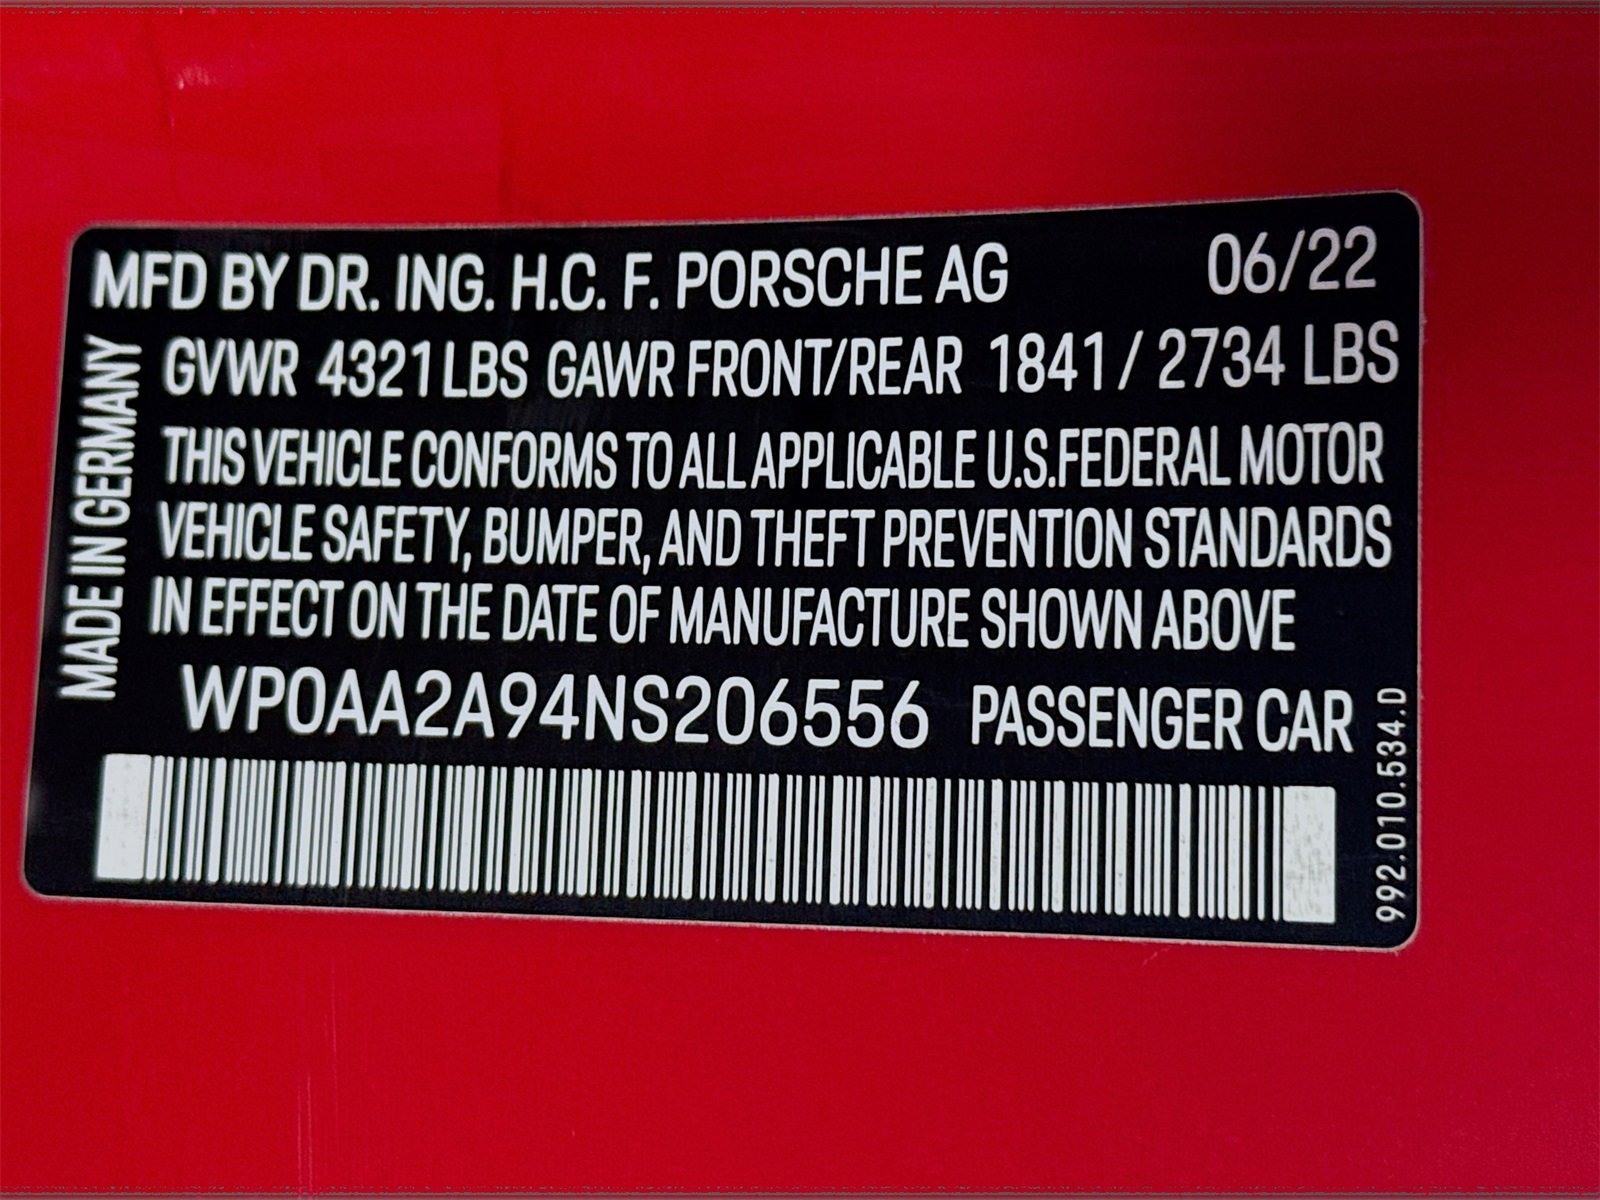 MFD BY DR. ING. H.C. F. PORSCHE AG 06/22
GVWR 4321 LBS GAWR FRONT/REAR 1841 / 2734 LBS
THIS VEHICLE CONFORMS TO ALL APPLICABLE U.S.FEDERAL MOTOR
VEHICLE SAFETY, BUMPER, AND THEFT PREVENTION STANDARDS
IN EFFECT ON THE DATE OF MANUFACTURE SHOWN ABOVE
WP0AA2A94NS206556 PASSENGER CAR
MADE IN GERMANY
992.010.534.D